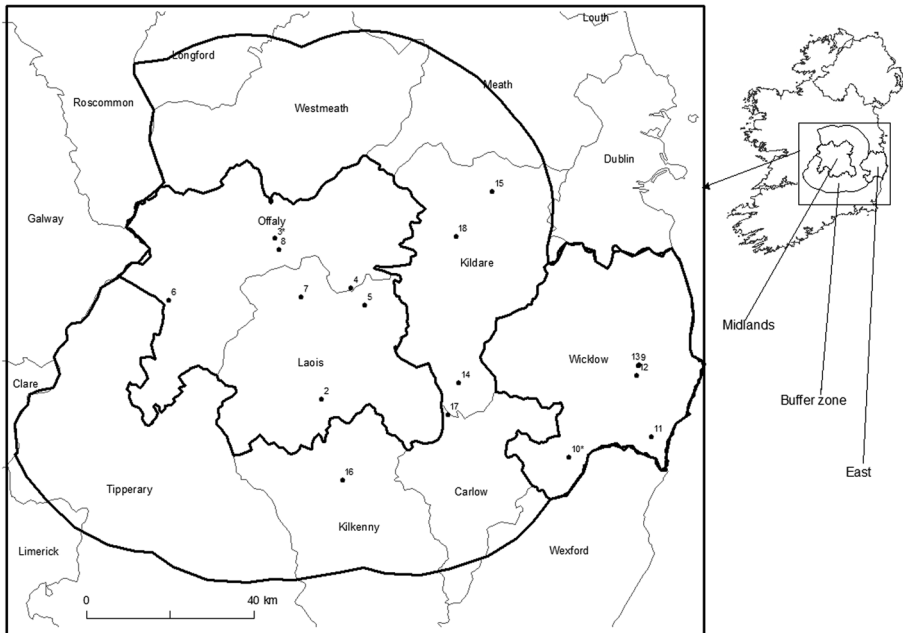 Louth
Longford
Meath
Roscommon
Westmeath
Dublin
15
Galway
Offaly
3*
8
18
Kildare
4
7
5
6
Midlands
Laois
Wicklow
139
12
Clare
14
2
17
Buffer zone
11
10*
East
16
Tipperary
Carlow
Kilkenny
Limerick
Wexford
0 40 km